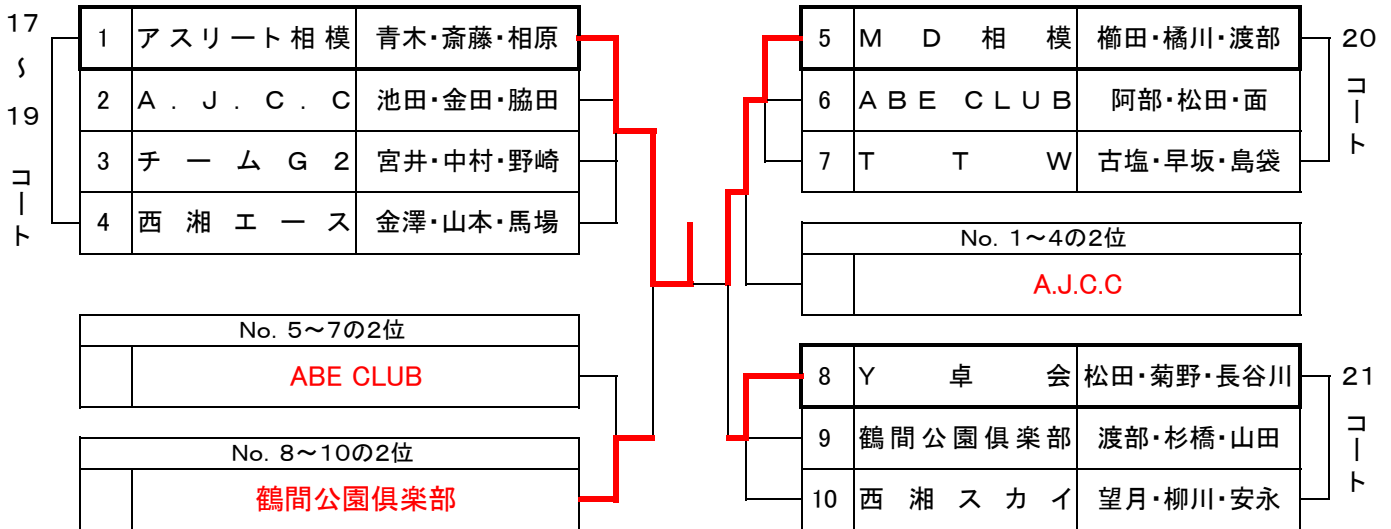 17 ～ 19 コート
1 アスリート相模 青木・斎藤・相原
2 A.J.C.C 池田・金田・脇田
3 チームG2 宮井・中村・野崎
4 西湘エース 金澤・山本・馬場
No. 5～7の2位
ABE CLUB
No. 8～10の2位
鶴間公園倶楽部
5 MD相模 櫛田・橘川・渡部
6 ABE CLUB 阿部・松田・面
7 TTW 古塩・早坂・島袋
20 コート
No. 1～4の2位
A.J.C.C
8 Y卓会 松田・菊野・長谷川
9 鶴間公園倶楽部 渡部・杉橋・山田
10 西湘スカイ 望月・柳川・安永
21 コート